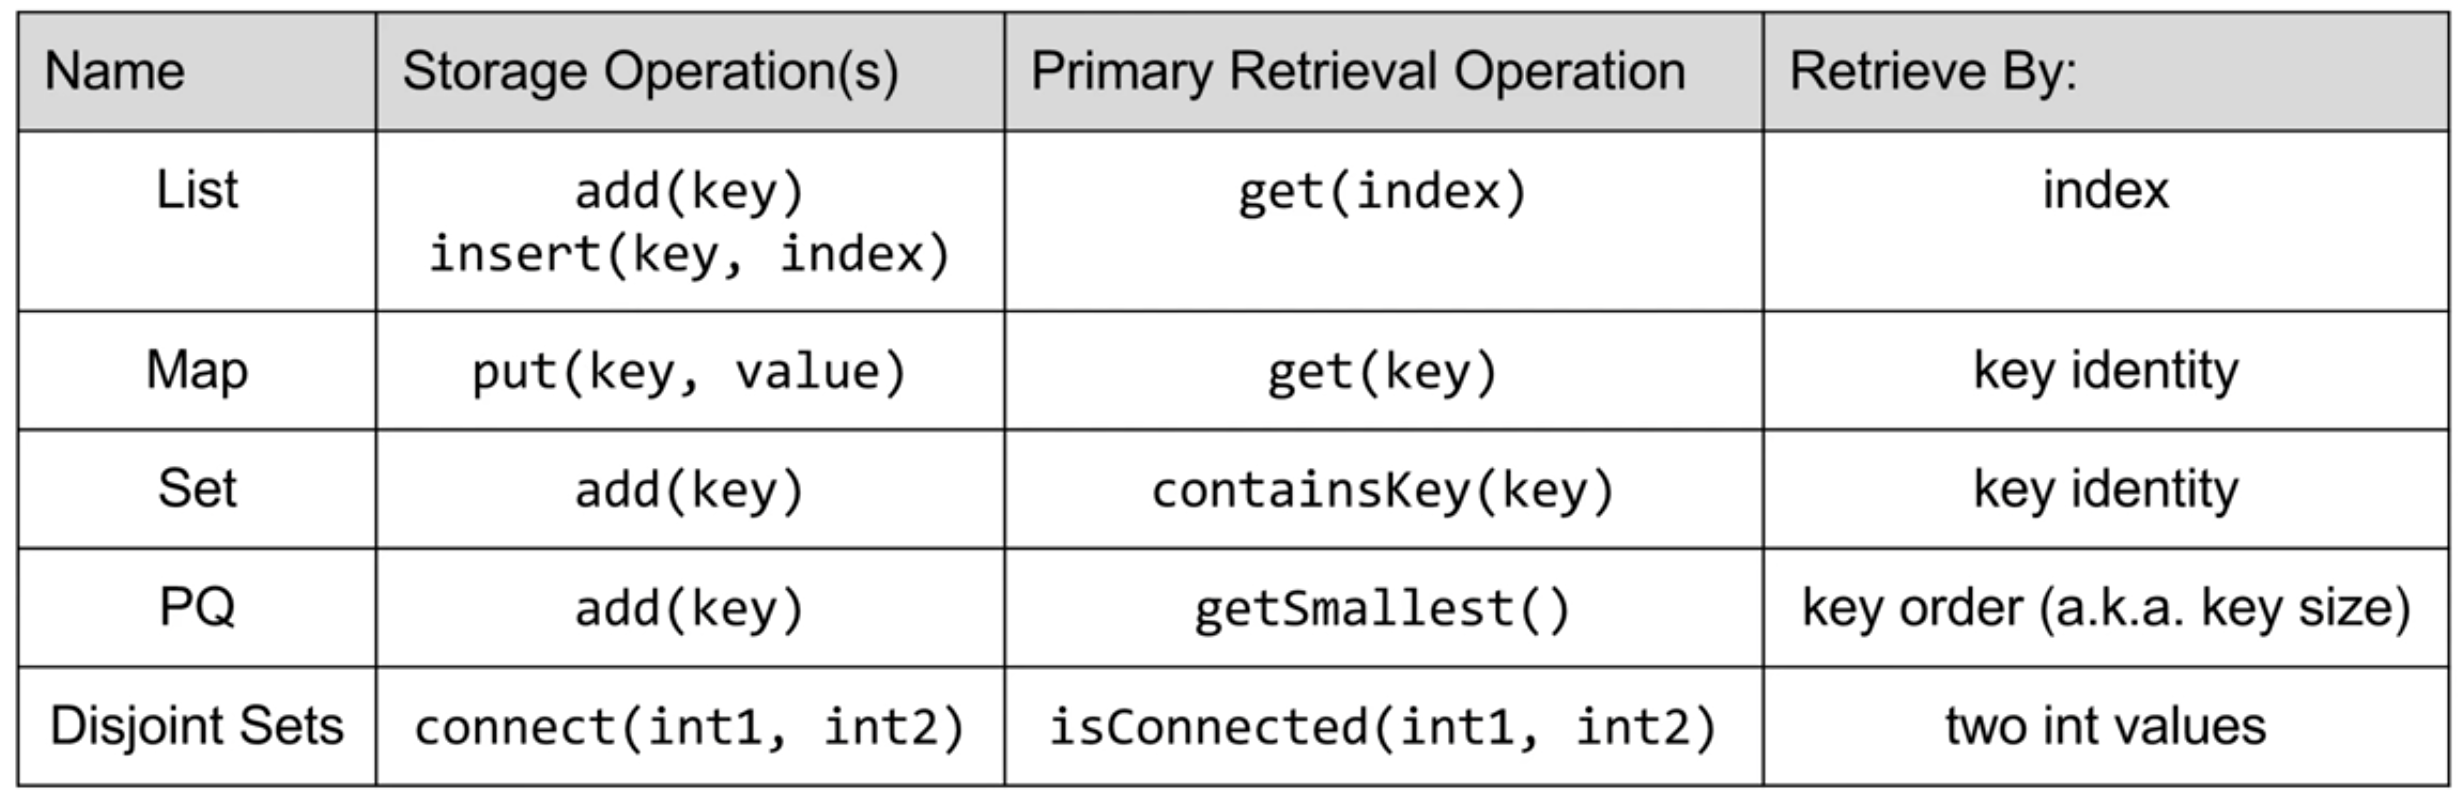 Name Storage Operation(s) Primary Retrieval Operation Retrieve By:
List add(key) get(index) index
insert(key, index)
Map put(key, value) get(key) key identity
Set add(key) containsKey(key) key identity
PQ add(key) getSmallest() key order (a.k.a. key size)
Disjoint Sets connect(int1, int2) isConnected(int1, int2) two int values